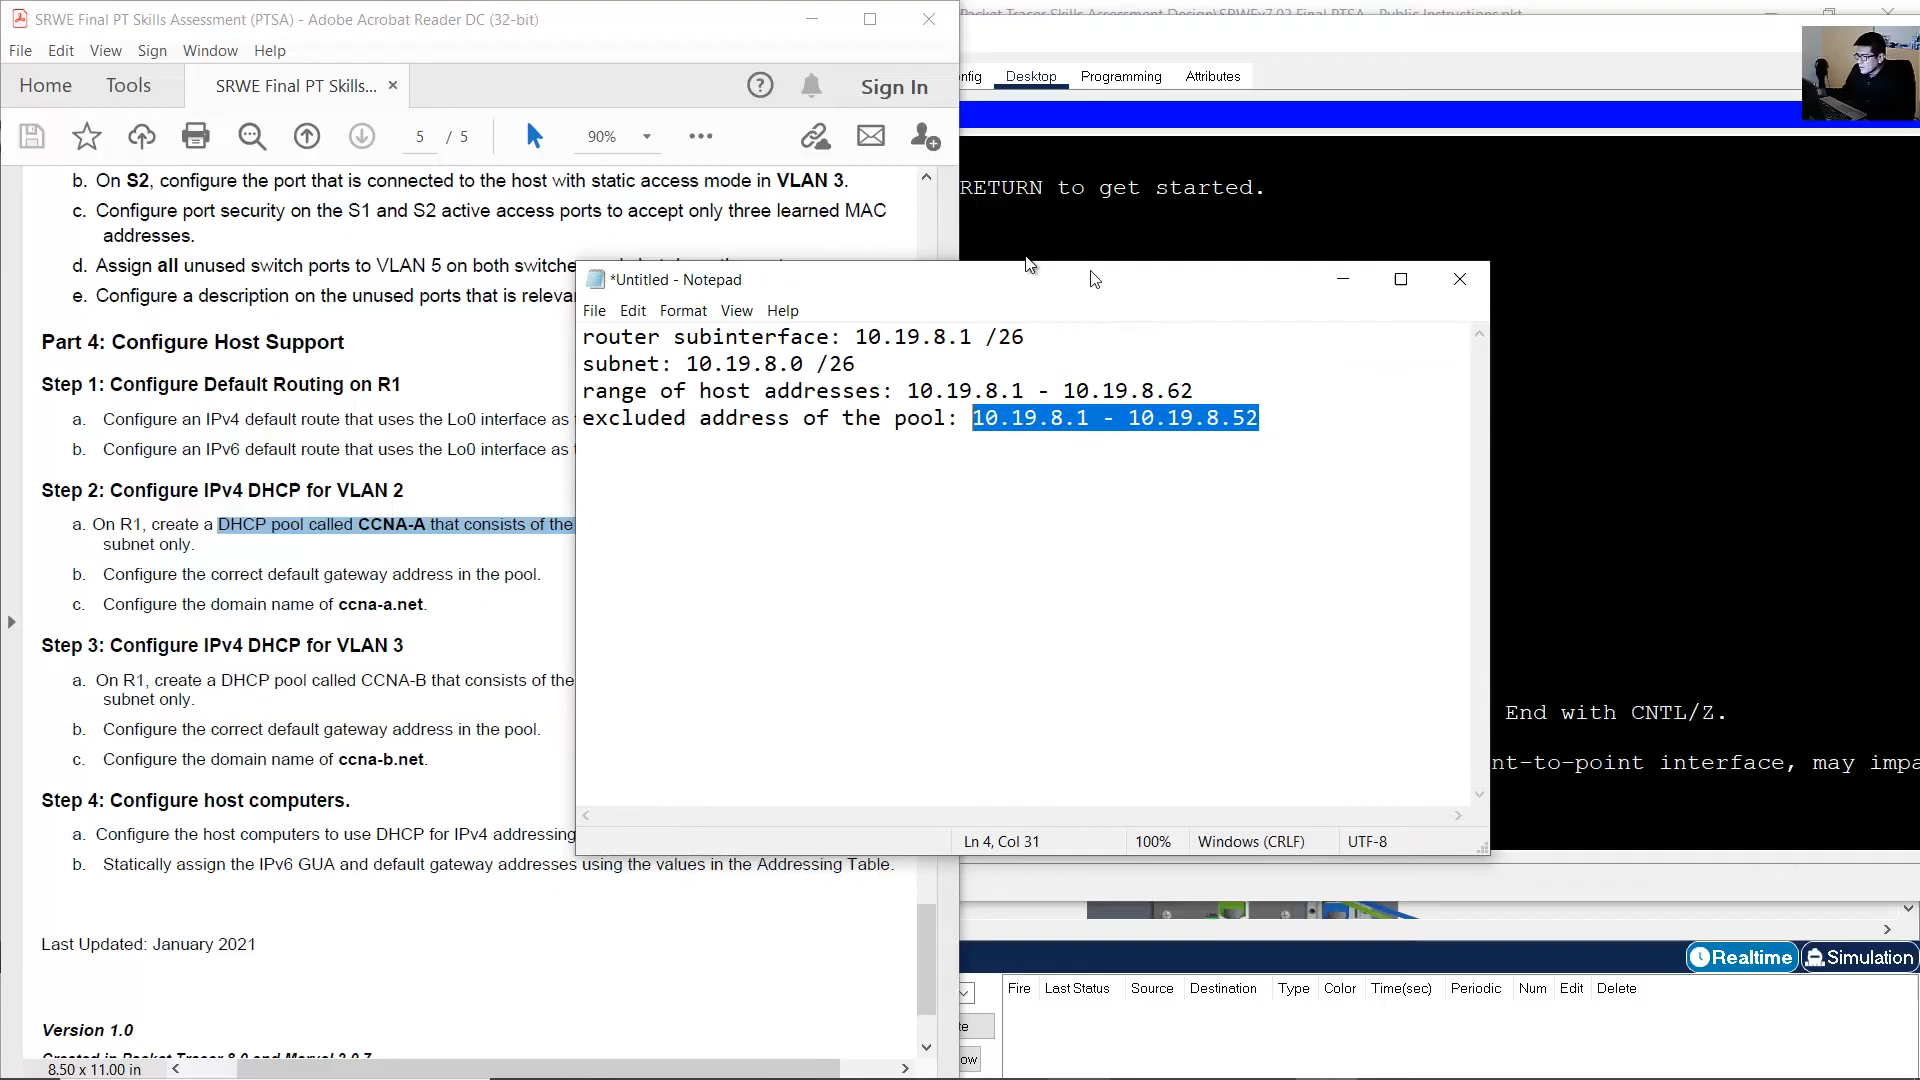 SRWE Final PT Skills Assessment (PTSA) - Adobe Acrobat Reader DC (32-bit)
File Edit View Sign Window Help
Home Tools SRWE Final PT Skills... × Sign In
5 / 5 90%
b. On S2, configure the port that is connected to the host with static access mode in VLAN 3.
c. Configure port security on the S1 and S2 active access ports to accept only three learned MAC
addresses.
d. Assign all unused switch ports to VLAN 5 on both switche
e. Configure a description on the unused ports that is releva
Part 4: Configure Host Support
Step 1: Configure Default Routing on R1
a. Configure an IPv4 default route that uses the Lo0 interface as
b. Configure an IPv6 default route that uses the Lo0 interface as
Step 2: Configure IPv4 DHCP for VLAN 2
a. On R1, create a DHCP pool called CCNA-A that consists of the
subnet only.
b. Configure the correct default gateway address in the pool.
c. Configure the domain name of ccna-a.net.
Step 3: Configure IPv4 DHCP for VLAN 3
a. On R1, create a DHCP pool called CCNA-B that consists of the
subnet only.
b. Configure the correct default gateway address in the pool.
c. Configure the domain name of ccna-b.net.
Step 4: Configure host computers.
a. Configure the host computers to use DHCP for IPv4 addressing
b. Statically assign the IPv6 GUA and default gateway addresses using the values in the Addressing Table.
Last Updated: January 2021
Version 1.0
8.50 x 11.00 in
*Untitled - Notepad
File Edit Format View Help
router subinterface: 10.19.8.1 /26
subnet: 10.19.8.0 /26
range of host addresses: 10.19.8.1 - 10.19.8.62
excluded address of the pool: 10.19.8.1 - 10.19.8.52
Ln 4, Col 31 100% Windows (CRLF) UTF-8
nfig Desktop Programming Attributes
RETURN to get started.
End with CNTL/Z.
nt-to-point interface, may impa
Realtime Simulation
Fire Last Status Source Destination Type Color Time(sec) Periodic Num Edit Delete
te
ow